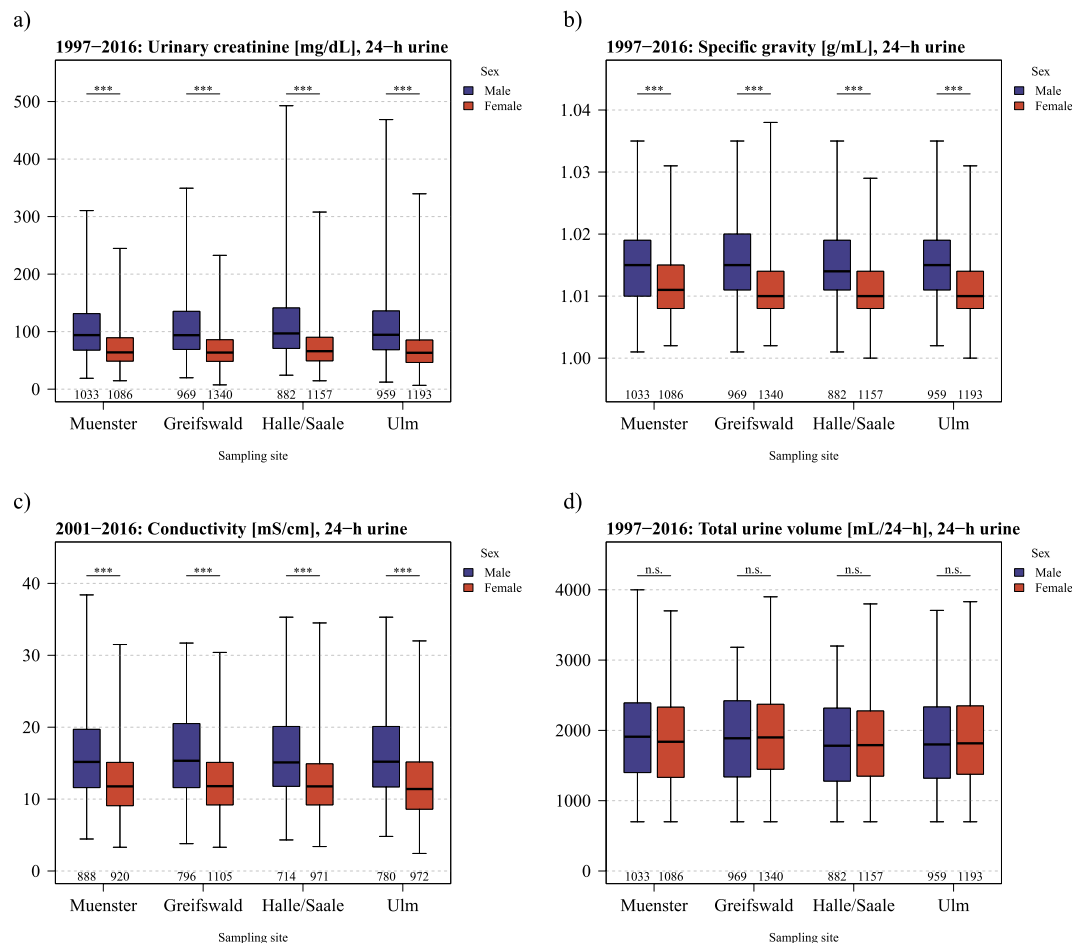 a)
1997−2016: Urinary creatinine [mg/dL], 24−h urine
Sex
Male
Female
*** *** *** ***
500
400
300
200
100
0
1033 1086 969 1340 882 1157 959 1193
Muenster Greifswald Halle/Saale Ulm
Sampling site
b)
1997−2016: Specific gravity [g/mL], 24−h urine
Sex
Male
Female
*** *** *** ***
1.04
1.03
1.02
1.01
1.00
1033 1086 969 1340 882 1157 959 1193
Muenster Greifswald Halle/Saale Ulm
Sampling site
c)
2001−2016: Conductivity [mS/cm], 24−h urine
Sex
Male
Female
*** *** *** ***
40
30
20
10
0
888 920 796 1105 714 971 780 972
Muenster Greifswald Halle/Saale Ulm
Sampling site
d)
1997−2016: Total urine volume [mL/24−h], 24−h urine
Sex
Male
Female
n.s. n.s. n.s. n.s.
4000
3000
2000
1000
0
1033 1086 969 1340 882 1157 959 1193
Muenster Greifswald Halle/Saale Ulm
Sampling site